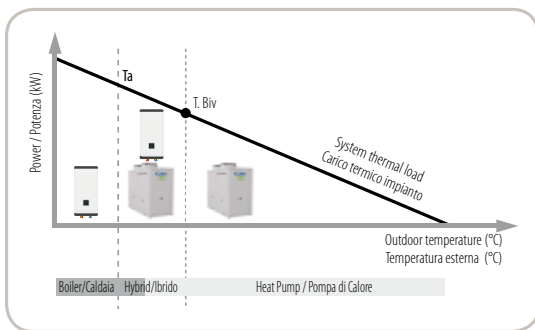 Power / Potenza (kW)
Ta
T. Biv
System thermal load
Carico termico impianto
Outdoor temperature (°C)
Temperatura esterna (°C)
Boiler/Caldaia
Hybrid/Ibrido
Heat Pump / Pompa di Calore